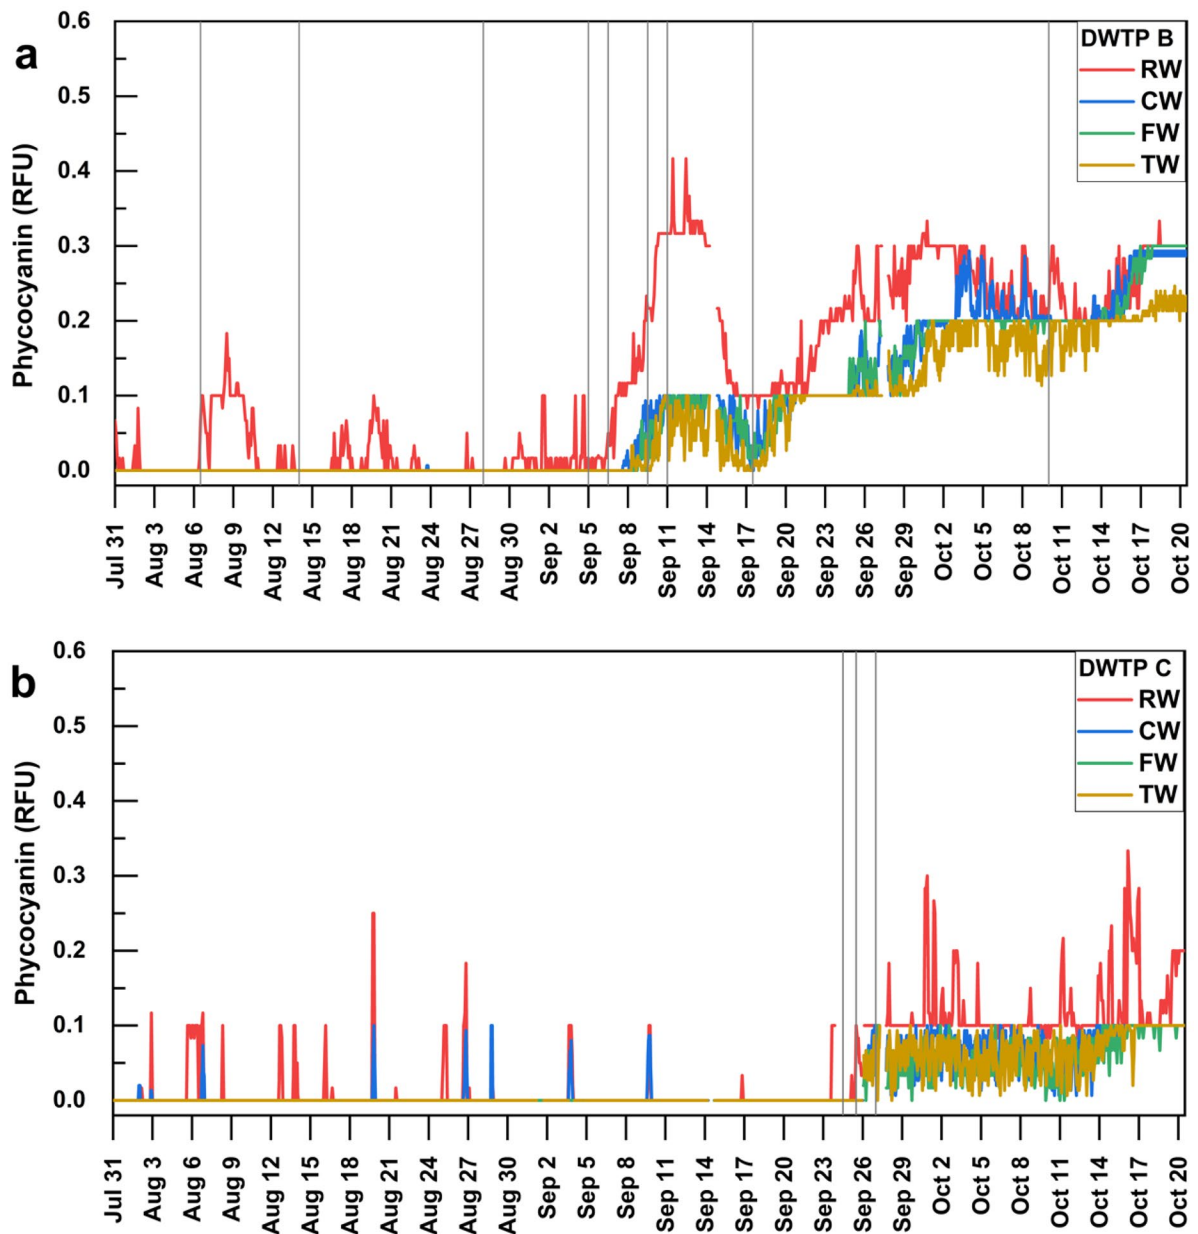 a
DWTP B
RW
CW
FW
TW
Phycocyanin (RFU)
0.6
0.5
0.4
0.3
0.2
0.1
0.0
Jul 31
Aug 3
Aug 6
Aug 9
Aug 12
Aug 15
Aug 18
Aug 21
Aug 24
Aug 27
Aug 30
Sep 2
Sep 5
Sep 8
Sep 11
Sep 14
Sep 17
Sep 20
Sep 23
Sep 26
Sep 29
Oct 2
Oct 5
Oct 8
Oct 11
Oct 14
Oct 17
Oct 20
b
DWTP C
RW
CW
FW
TW
Phycocyanin (RFU)
0.6
0.5
0.4
0.3
0.2
0.1
0.0
Jul 31
Aug 3
Aug 6
Aug 9
Aug 12
Aug 15
Aug 18
Aug 21
Aug 24
Aug 27
Aug 30
Sep 2
Sep 5
Sep 8
Sep 11
Sep 14
Sep 17
Sep 20
Sep 23
Sep 26
Sep 29
Oct 2
Oct 5
Oct 8
Oct 11
Oct 14
Oct 17
Oct 20